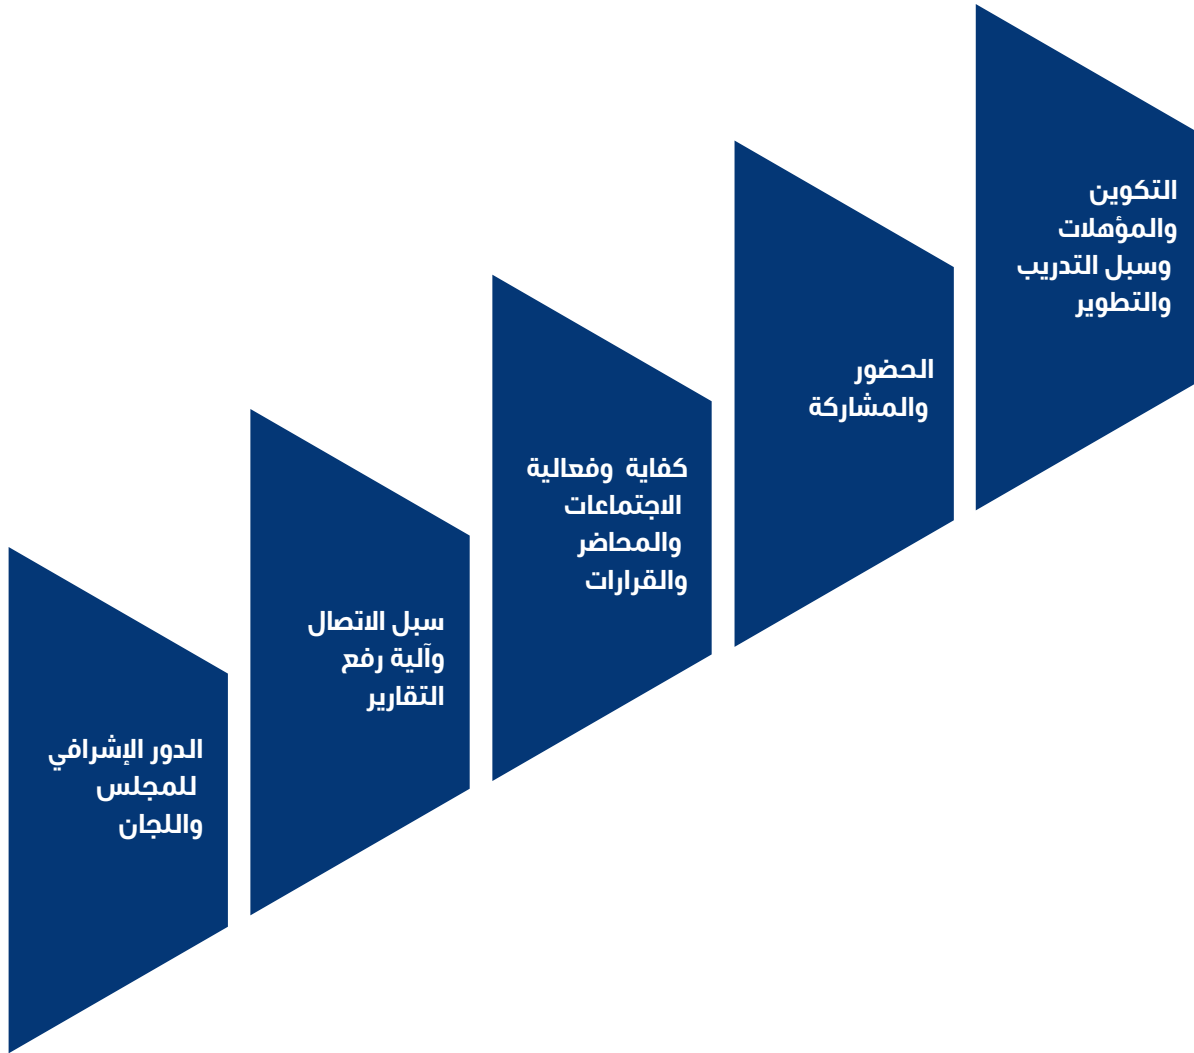 التكوين
والمؤهلات
وسبل التدريب
والتطوير
الحضور
والمشاركة
كفاية وفعالية
الاجتماعات
والمحاضر
والقرارات
سبل الاتصال
وآلية رفع
التقارير
الدور الإشرافي
للمجلس
واللجان